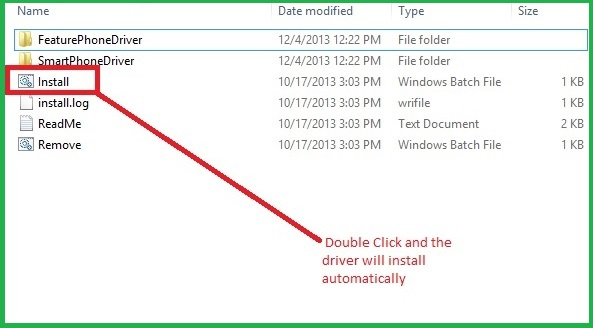 Name Date modified Type Size
FeaturePhoneDriver 12/4/2013 12:22 PM File folder
SmartPhoneDriver 12/4/2013 12:22 PM File folder
Install 10/17/2013 3:03 PM Windows Batch File 1 KB
install.log 10/17/2013 3:03 PM wrifile 1 KB
ReadMe 10/17/2013 3:03 PM Text Document 2 KB
Remove 10/17/2013 3:03 PM Windows Batch File 1 KB
Double Click and the
driver will install
automatically